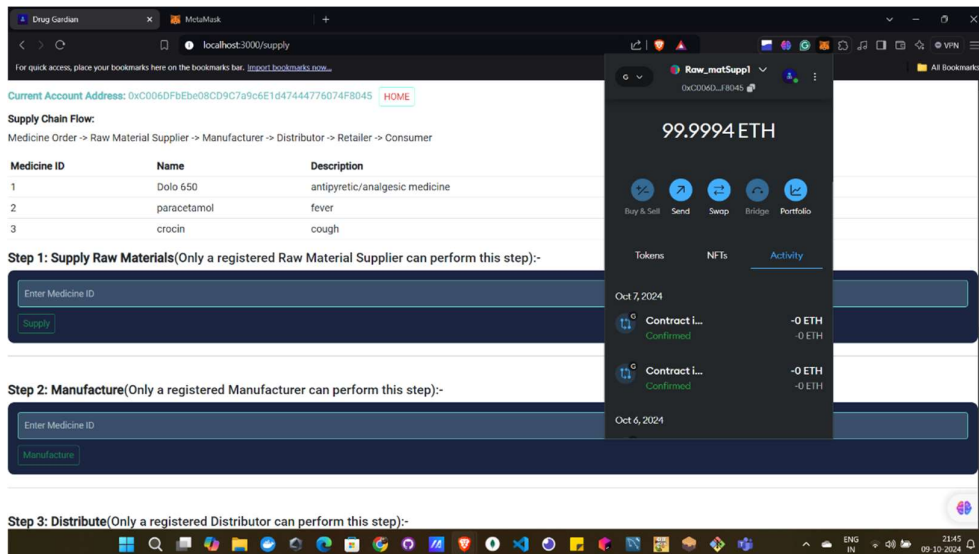 Drug Gardian
MetaMask
localhost:3000/supply
VPN
For quick access, place your bookmarks here on the bookmarks bar. Import bookmarks now...
All Bookmarks
Current Account Address: 0xC006DFbEbe08CD9C7a9c6E1d47444776074F8045 HOME
Supply Chain Flow:
Medicine Order -> Raw Material Supplier -> Manufacturer -> Distributor -> Retailer -> Consumer
Medicine ID Name Description
1 Dolo 650 antipyretic/analgesic medicine
2 paracetamol fever
3 crocin cough
Step 1: Supply Raw Materials(Only a registered Raw Material Supplier can perform this step):-
Enter Medicine ID
Supply
Step 2: Manufacture(Only a registered Manufacturer can perform this step):-
Enter Medicine ID
Manufacture
Step 3: Distribute(Only a registered Distributor can perform this step):-
G
Raw_matSuppl
0xC006D...F8045
99.9994 ETH
Buy & Sell Send Swap Bridge Portfolio
Tokens NFTs Activity
Oct 7, 2024
G Contract i... -0 ETH
Confirmed -0 ETH
G Contract i... -0 ETH
Confirmed -0 ETH
Oct 6, 2024
ENG 21:45
IN 09-10-2024